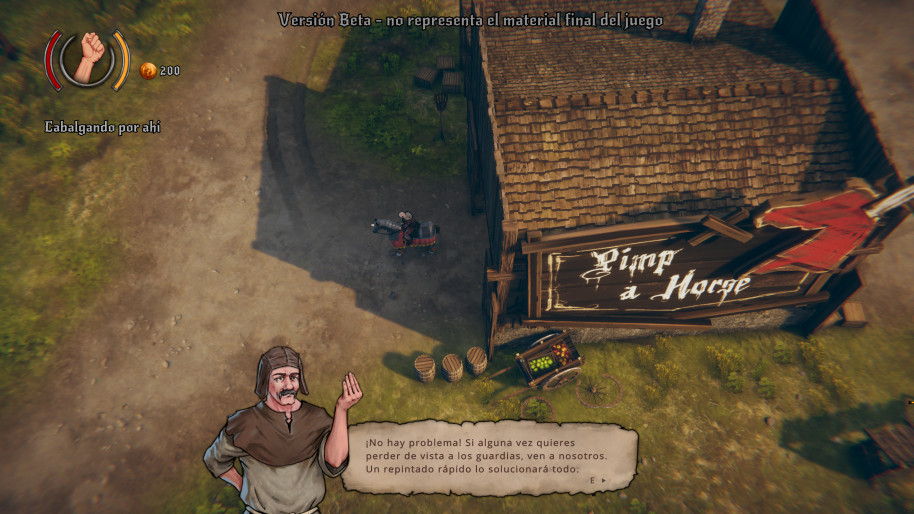 Versión Beta - no representa el material final del juego
200
Cabalgando por ahí
Pimp
a Horse
¡No hay problema! Si alguna vez quieres
perder de vista a los guardias, ven a nosotros.
Un repintado rápido lo solucionará todo:
E